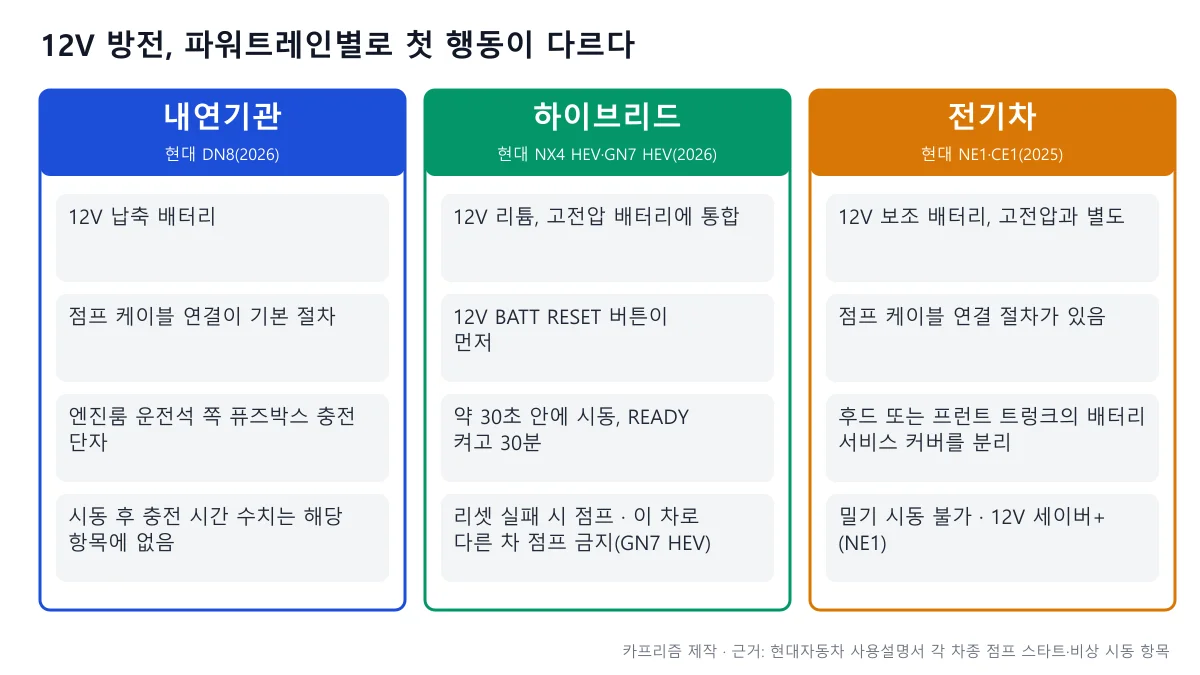 12V 방전, 파워트레인별로 첫 행동이 다르다
내연기관
현대 DN8(2026)
12V 납축 배터리
점프 케이블 연결이 기본 절차
엔진룸 운전석 쪽 퓨즈박스 충전
단자
시동 후 충전 시간 수치는 해당
항목에 없음
하이브리드
현대 NX4 HEV·GN7 HEV(2026)
12V 리튬, 고전압 배터리에 통합
12V BATT RESET 버튼이
먼저
약 30초 안에 시동, READY
켜고 30분
리셋 실패 시 점프 · 이 차로
다른 차 점프 금지(GN7 HEV)
전기차
현대 NE1·CE1(2025)
12V 보조 배터리, 고전압과 별도
점프 케이블 연결 절차가 있음
후드 또는 프런트 트렁크의 배터리
서비스 커버를 분리
밀기 시동 불가 · 12V 세이버+
(NE1)
카프리즘 제작 · 근거: 현대자동차 사용설명서 각 차종 점프 스타트·비상 시동 항목